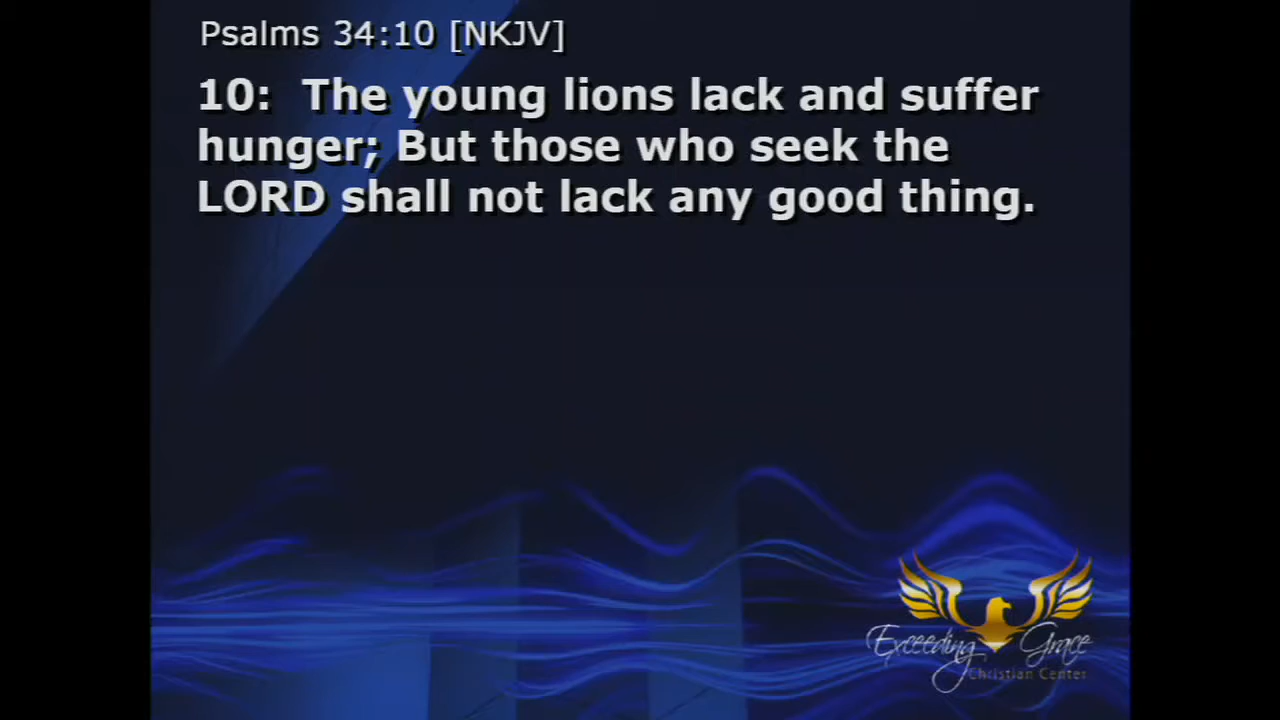 Psalms 34:10 [NKJV]
10: The young lions lack and suffer
hunger; But those who seek the
LORD shall not lack any good thing.
Exceeding Grace
Christian Center